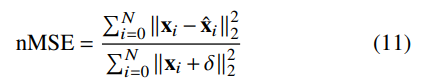 nMSE = \frac{\sum_{i=0}^{N} \|\mathbf{x}_i - \hat{\mathbf{x}}_i\|_2^2}{\sum_{i=0}^{N} \|\mathbf{x}_i + \delta\|_2^2} (11)